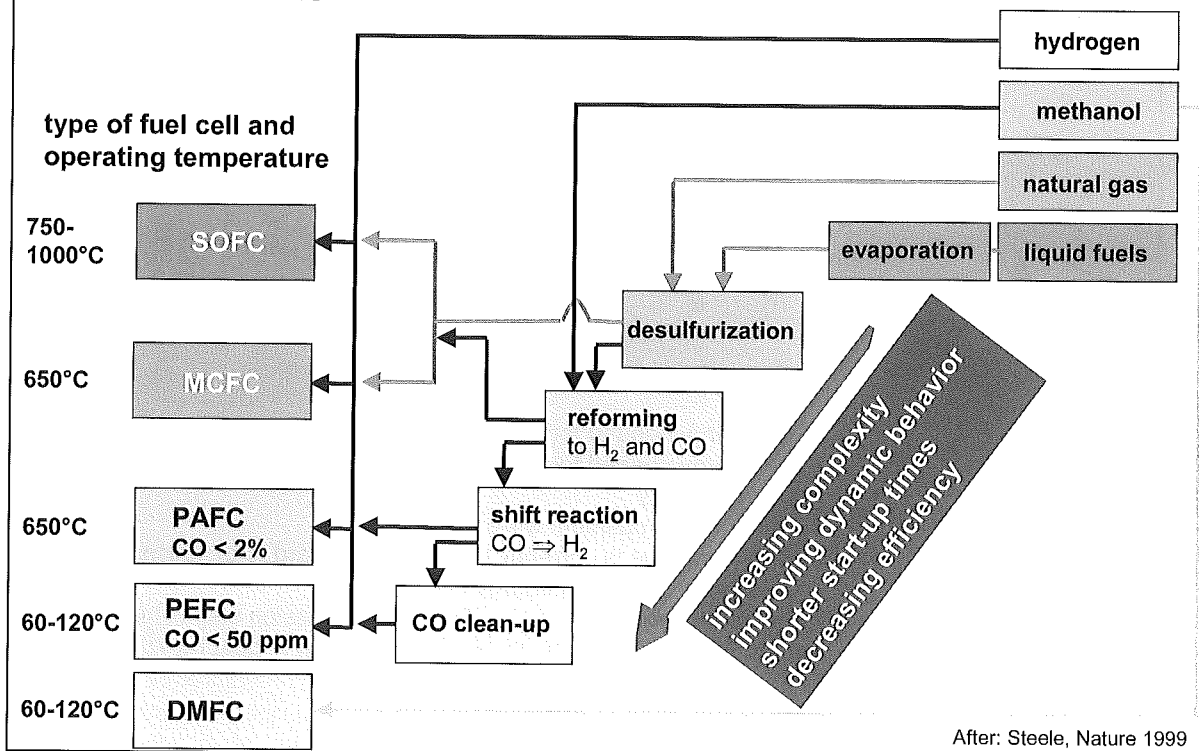 hydrogen
methanol
type of fuel cell and
operating temperature
natural gas
750-
1000°C
SOFC
evaporation
liquid fuels
desulfurization
650°C
MCFC
reforming
to H₂ and CO
increasing complexity
improving dynamic behavior
shorter start-up times
decreasing efficiency
650°C
PAFC
CO < 2%
shift reaction
CO ⇒ H₂
60-120°C
PEFC
CO < 50 ppm
CO clean-up
60-120°C
DMFC
After: Steele, Nature 1999